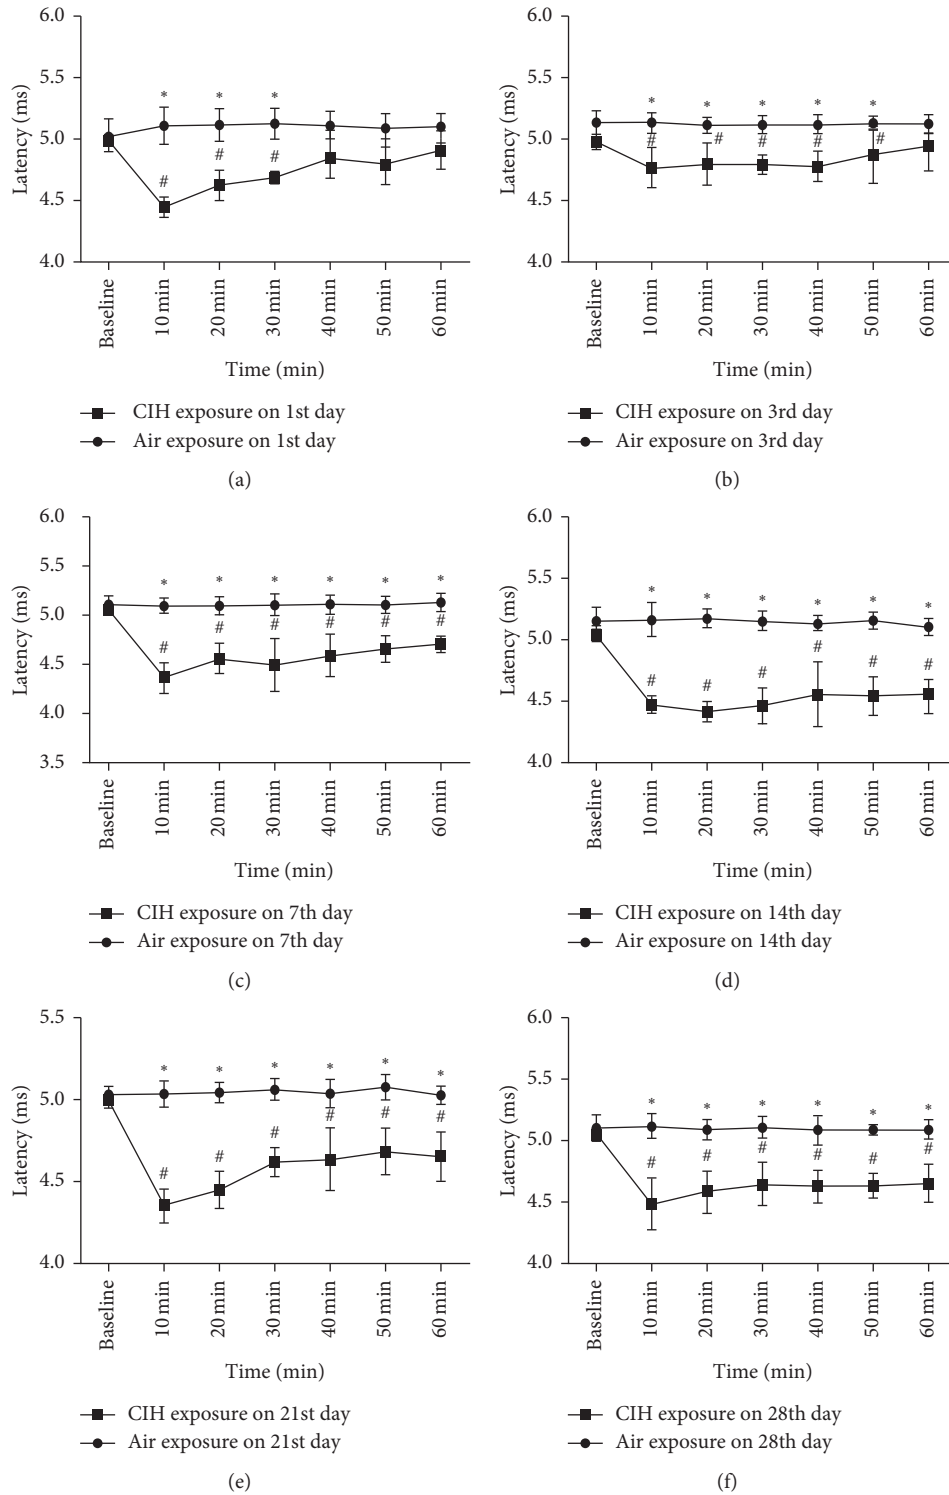 6.0
5.5
5.0
4.5
4.0
Latency (ms)
* * *
# # #
Baseline
10 min
20 min
30 min
40 min
50 min
60 min
Time (min)
CIH exposure on 1st day
Air exposure on 1st day
(a)
6.0
5.5
5.0
4.5
4.0
Latency (ms)
* * * * *
# # # # #
Baseline
10 min
20 min
30 min
40 min
50 min
60 min
Time (min)
CIH exposure on 3rd day
Air exposure on 3rd day
(b)
6.0
5.5
5.0
4.5
4.0
3.5
Latency (ms)
* * * * * *
# # # # # #
Baseline
10 min
20 min
30 min
40 min
50 min
60 min
Time (min)
CIH exposure on 7th day
Air exposure on 7th day
(c)
6.0
5.5
5.0
4.5
4.0
Latency (ms)
* * * * * *
# # # # # #
Baseline
10 min
20 min
30 min
40 min
50 min
60 min
Time (min)
CIH exposure on 14th day
Air exposure on 14th day
(d)
5.5
5.0
4.5
4.0
Latency (ms)
* * * * * *
# # # # # #
Baseline
10 min
20 min
30 min
40 min
50 min
60 min
Time (min)
CIH exposure on 21st day
Air exposure on 21st day
(e)
6.0
5.5
5.0
4.5
4.0
Latency (ms)
* * * * * *
# # # # # #
Baseline
10 min
20 min
30 min
40 min
50 min
60 min
Time (min)
CIH exposure on 28th day
Air exposure on 28th day
(f)